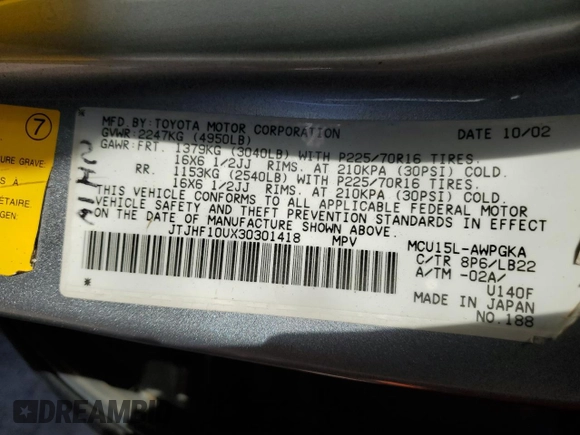 7
URE GRAVE
S A
ETAIRE
GEN.
MFD.BY:TOYOTA MOTOR CORPORATION DATE 10/02
GVWR:2247KG (4950LB)
GAWR:FRT. 1379KG (3040LB) WITH P225/70R16 TIRES.
16X6 1/2JJ RIMS. AT 210KPA (30PSI) COLD.
RR. 1153KG (2540LB) WITH P225/70R16 TIRES.
16X6 1/2JJ RIMS. AT 210KPA (30PSI) COLD.
THIS VEHICLE CONFORMS TO ALL APPLICABLE FEDERAL MOTOR
VEHICLE SAFETY AND THEFT PREVENTION STANDARDS IN EFFECT
ON THE DATE OF MANUFACTURE SHOWN ABOVE.
JTJHF10UX30301418 MPV MCU15L-AWPGKA
C/TR 8P6/LB22
A/TM -02A/
U140F
MADE IN JAPAN
NO.188